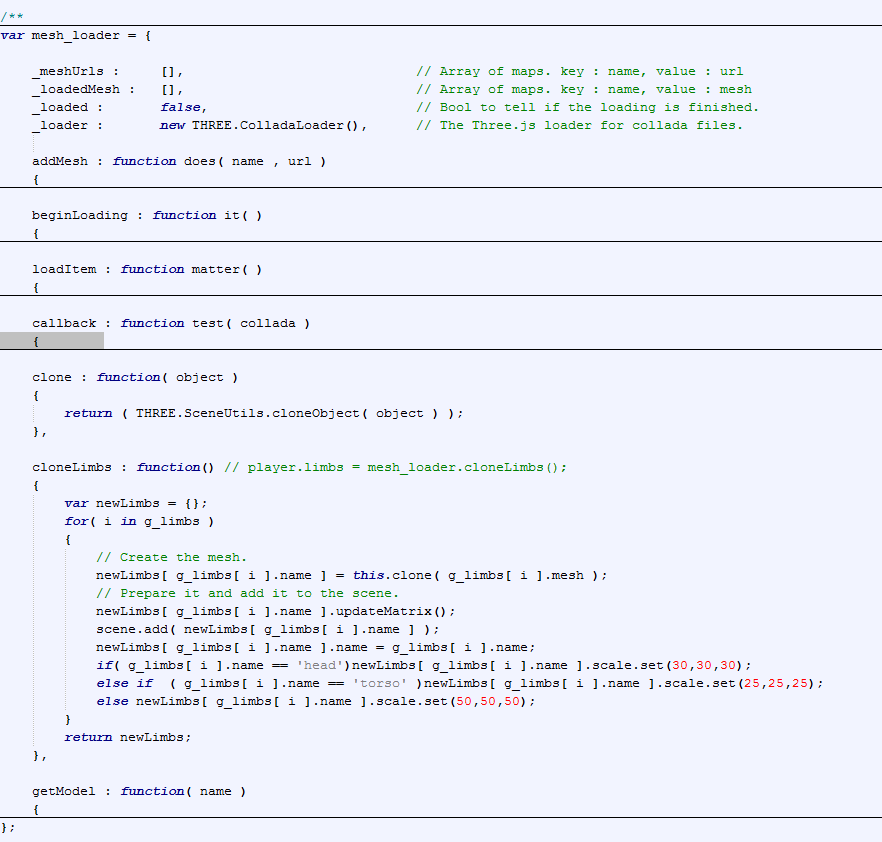 /**
var mesh_loader = {
_meshUrls : [], // Array of maps. key : name, value : url
_loadedMesh : [], // Array of maps. key : name, value : mesh
_loaded : false, // Bool to tell if the loading is finished.
_loader : new THREE.ColladaLoader(), // The Three.js loader for collada files.
addMesh : function does( name , url )
{
beginLoading : function it( )
{
loadItem : function matter( )
{
callback : function test( collada )
{
clone : function( object )
{
return ( THREE.SceneUtils.cloneObject( object ) );
},
cloneLimbs : function() // player.limbs = mesh_loader.cloneLimbs();
{
var newLimbs = {};
for( i in g_limbs )
{
// Create the mesh.
newLimbs[ g_limbs[ i ].name ] = this.clone( g_limbs[ i ].mesh );
// Prepare it and add it to the scene.
newLimbs[ g_limbs[ i ].name ].updateMatrix();
scene.add( newLimbs[ g_limbs[ i ].name ] );
newLimbs[ g_limbs[ i ].name ].name = g_limbs[ i ].name;
if( g_limbs[ i ].name == 'head')newLimbs[ g_limbs[ i ].name ].scale.set(30,30,30);
else if  ( g_limbs[ i ].name == 'torso' )newLimbs[ g_limbs[ i ].name ].scale.set(25,25,25);
else newLimbs[ g_limbs[ i ].name ].scale.set(50,50,50);
}
return newLimbs;
},
getModel : function( name )
{
};